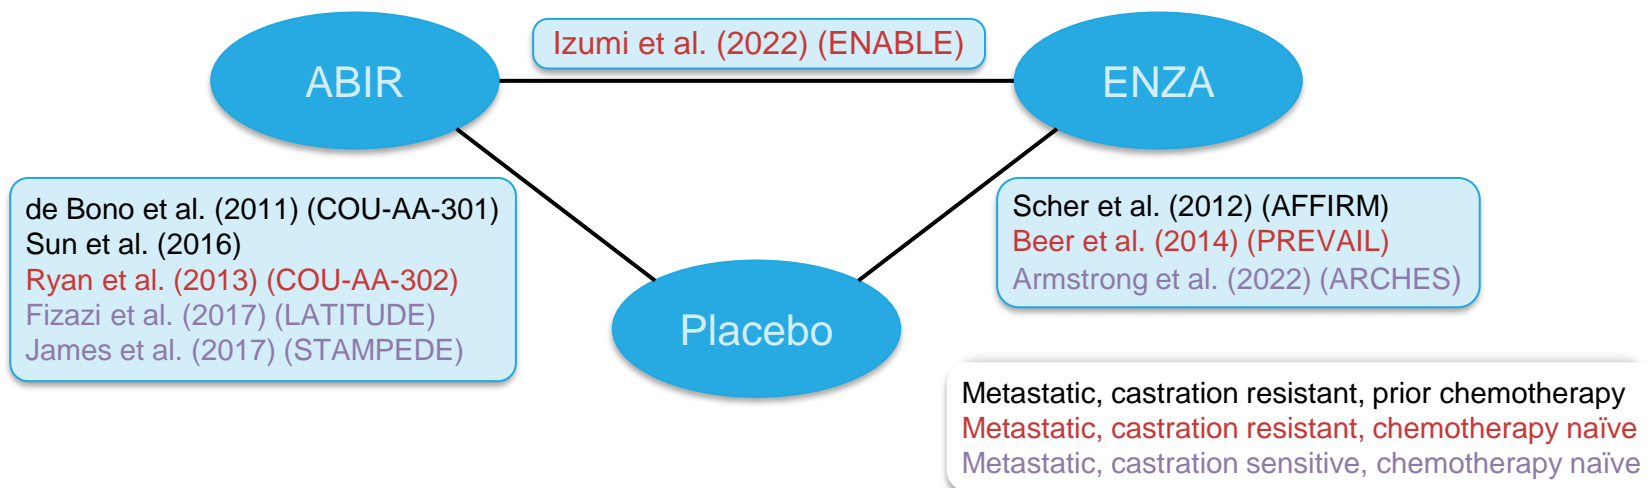 Izumi et al. (2022) (ENABLE)
ABIR
ENZA
de Bono et al. (2011) (COU-AA-301)
Sun et al. (2016)
Ryan et al. (2013) (COU-AA-302)
Fizazi et al. (2017) (LATITUDE)
James et al. (2017) (STAMPEDE)
Scher et al. (2012) (AFFIRM)
Beer et al. (2014) (PREVAIL)
Armstrong et al. (2022) (ARCHES)
Placebo
Metastatic, castration resistant, prior chemotherapy
Metastatic, castration resistant, chemotherapy naïve
Metastatic, castration sensitive, chemotherapy naïve